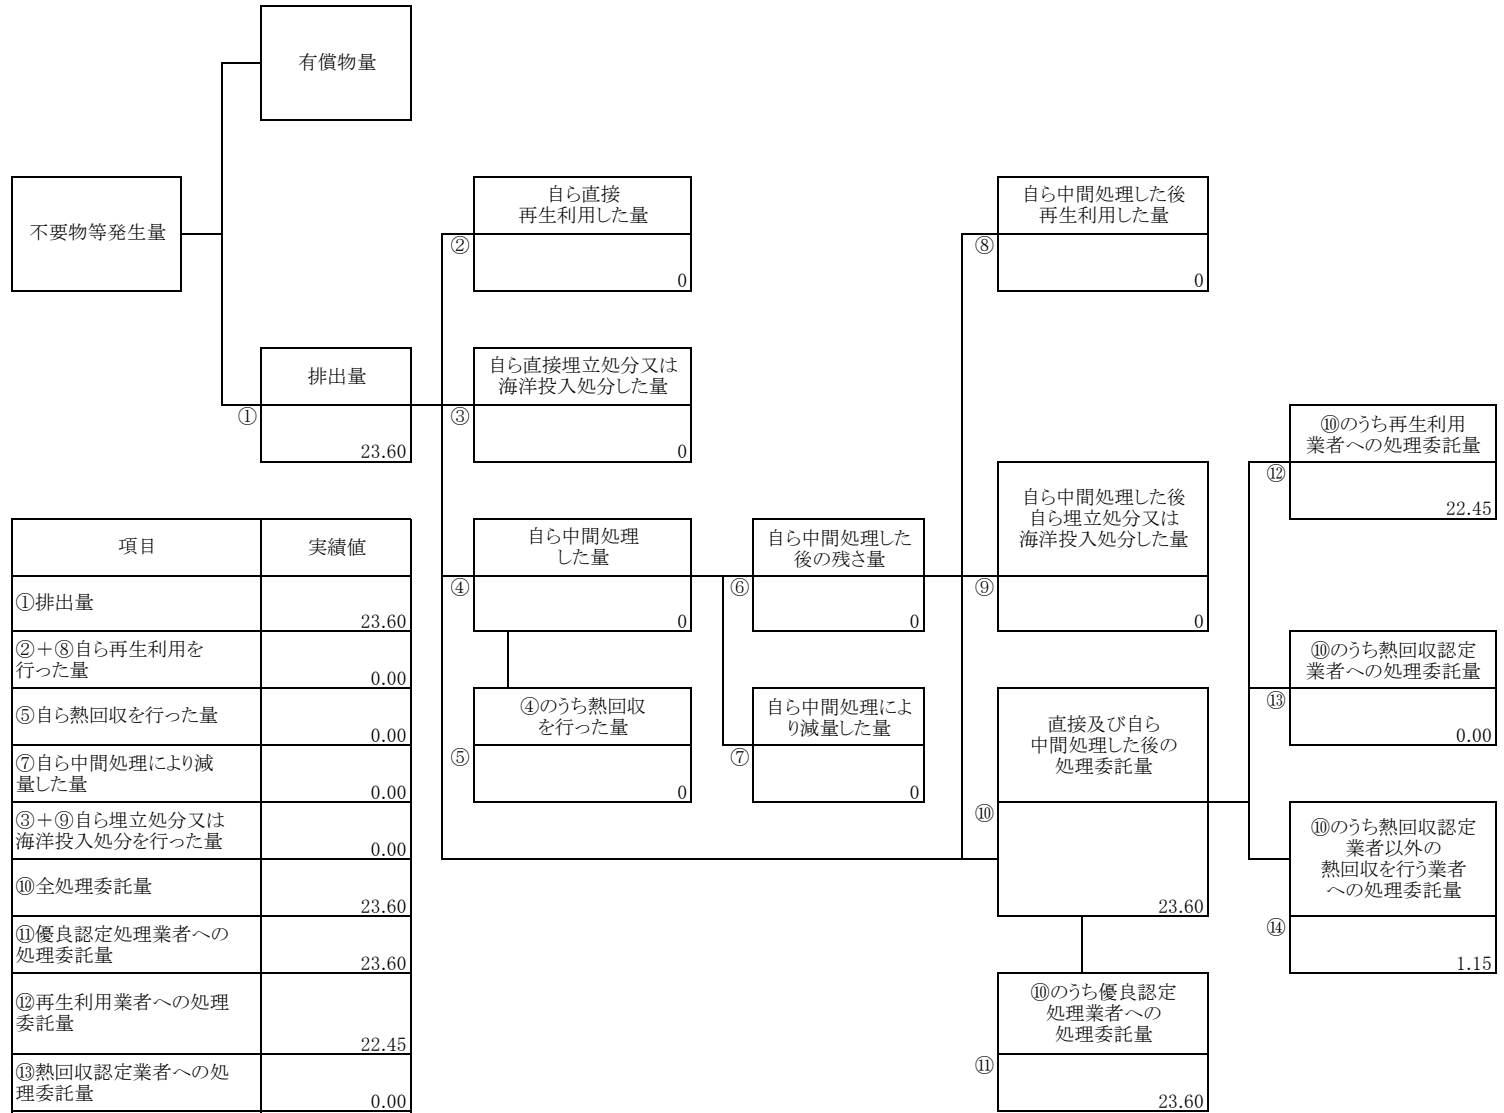 有償物量
不要物等発生量
自ら直接
再生利用した量
②
0
自ら中間処理した後
再生利用した量
⑧
0
排出量
①
23.60
自ら直接埋立処分又は
海洋投入処分した量
③
0
⑩のうち再生利用
業者への処理委託量
⑫
22.45
自ら中間処理
した量
④
0
自ら中間処理した
後の残さ量
⑥
0
自ら中間処理した後
自ら埋立処分又は
海洋投入処分した量
⑨
0
⑩のうち熱回収認定
業者への処理委託量
⑬
0.00
④のうち熱回収
を行った量
⑤
0
自ら中間処理によ
り減量した量
⑦
0
直接及び自ら
中間処理した後の
処理委託量
⑩
23.60
⑩のうち熱回収認定
業者以外の
熱回収を行う業者
への処理委託量
⑭
1.15
⑩のうち優良認定
処理業者への
処理委託量
⑪
23.60
項目 実績値
①排出量
23.60
②+⑧自ら再生利用を
行った量
0.00
⑤自ら熱回収を行った量
0.00
⑦自ら中間処理により減
量した量
0.00
③+⑨自ら埋立処分又は
海洋投入処分を行った量
0.00
⑩全処理委託量
23.60
⑪優良認定処理業者への
処理委託量
23.60
⑫再生利用業者への処理
委託量
22.45
⑬熱回収認定業者への処
理委託量
0.00